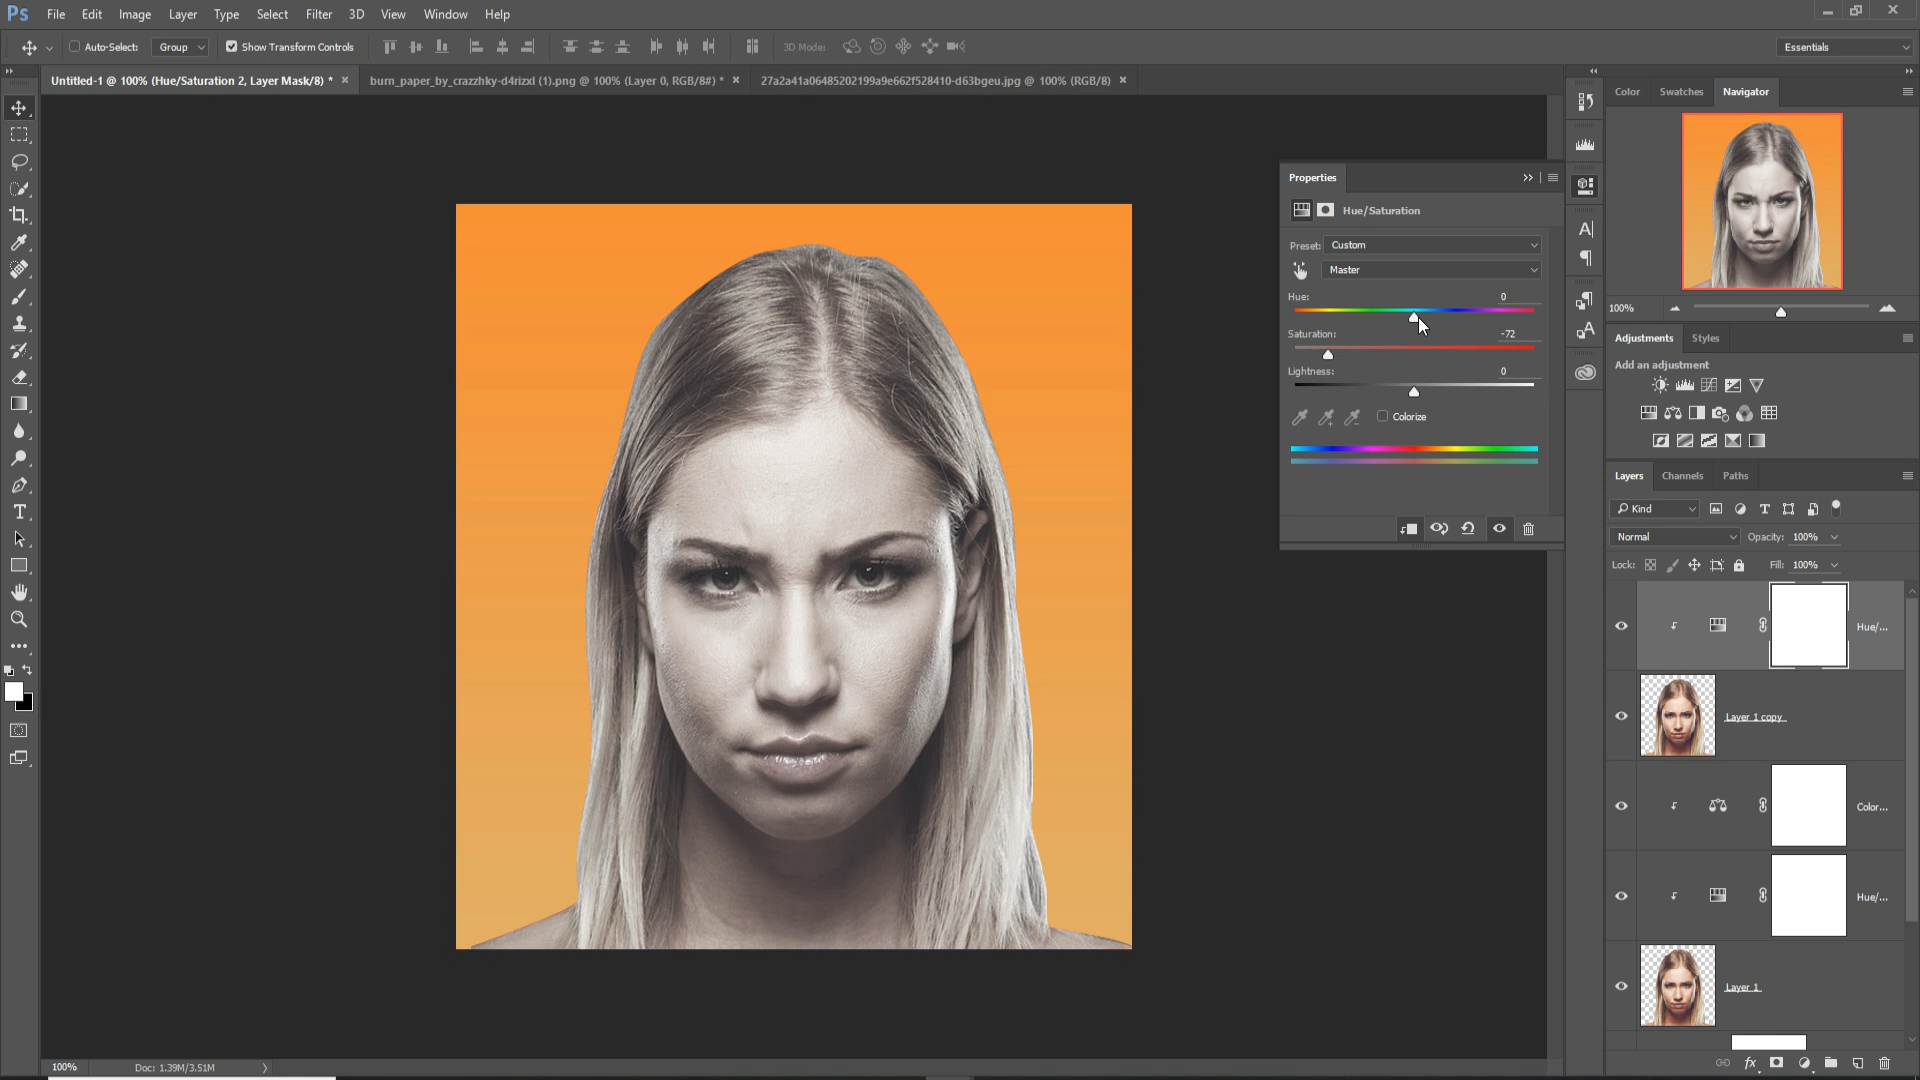 Ps File Edit Image Layer Type Select Filter 3D View Window Help
Auto-Select: Group Show Transform Controls 3D Mode: Essentials
Untitled-1 @ 100% (Hue/Saturation 2, Layer Mask/8) * × burn_paper_by_crazzhky-d4rizxl (1).png @ 100% (Layer 0, RGB/8#) * × 27a2a41a06485202199a9e662f528410-d63bgeu.jpg @ 100% (RGB/8) ×
Color Swatches Navigator
100%
Properties
Hue/Saturation
Preset: Custom
Master
Hue: 0
Saturation: -72
Lightness: 0
Colorize
Adjustments Styles
Add an adjustment
Layers Channels Paths
Kind
Normal Opacity: 100%
Lock: Fill: 100%
Hue/...
Layer 1 copy
Color...
Hue/...
Layer 1
100% Doc: 1.39M/3.51M